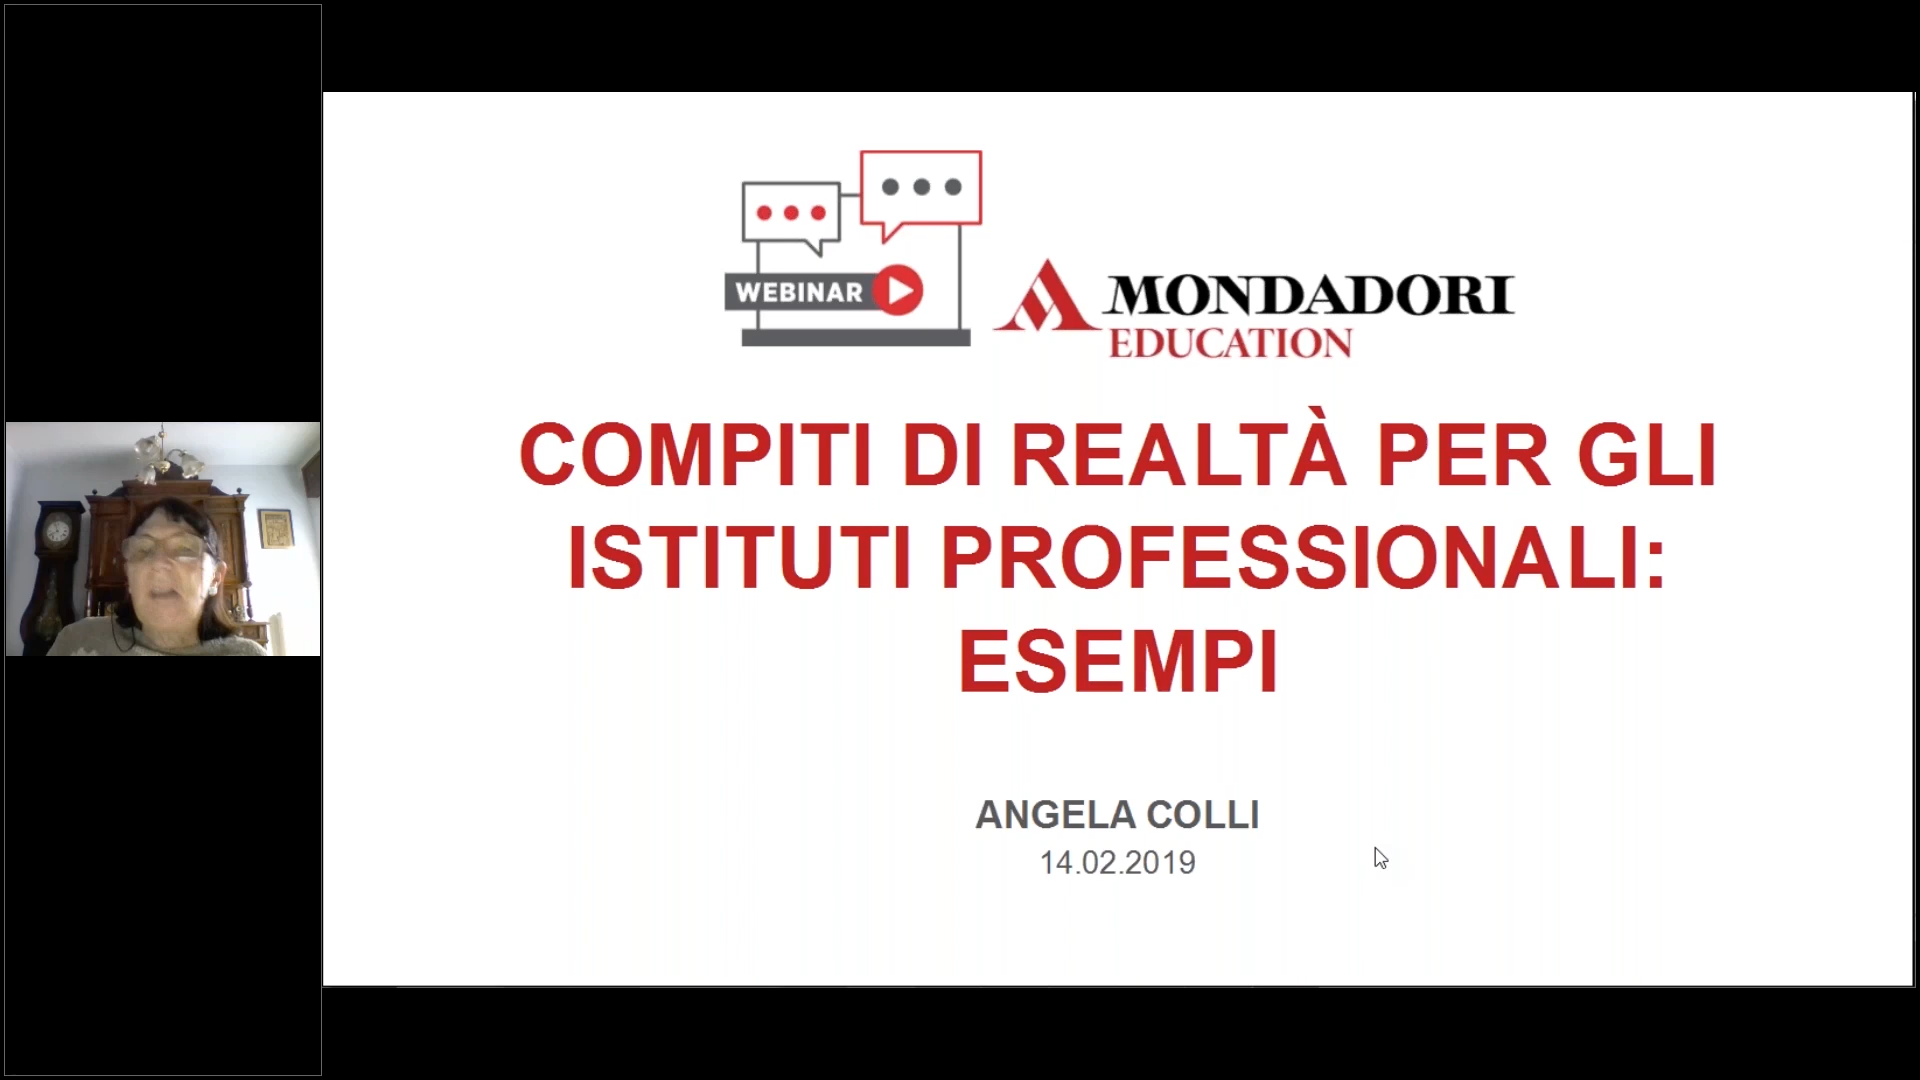 WEBINAR
MONDADORI
EDUCATION
COMPITI DI REALTÀ PER GLI
ISTITUTI PROFESSIONALI:
ESEMPI
ANGELA COLLI
14.02.2019